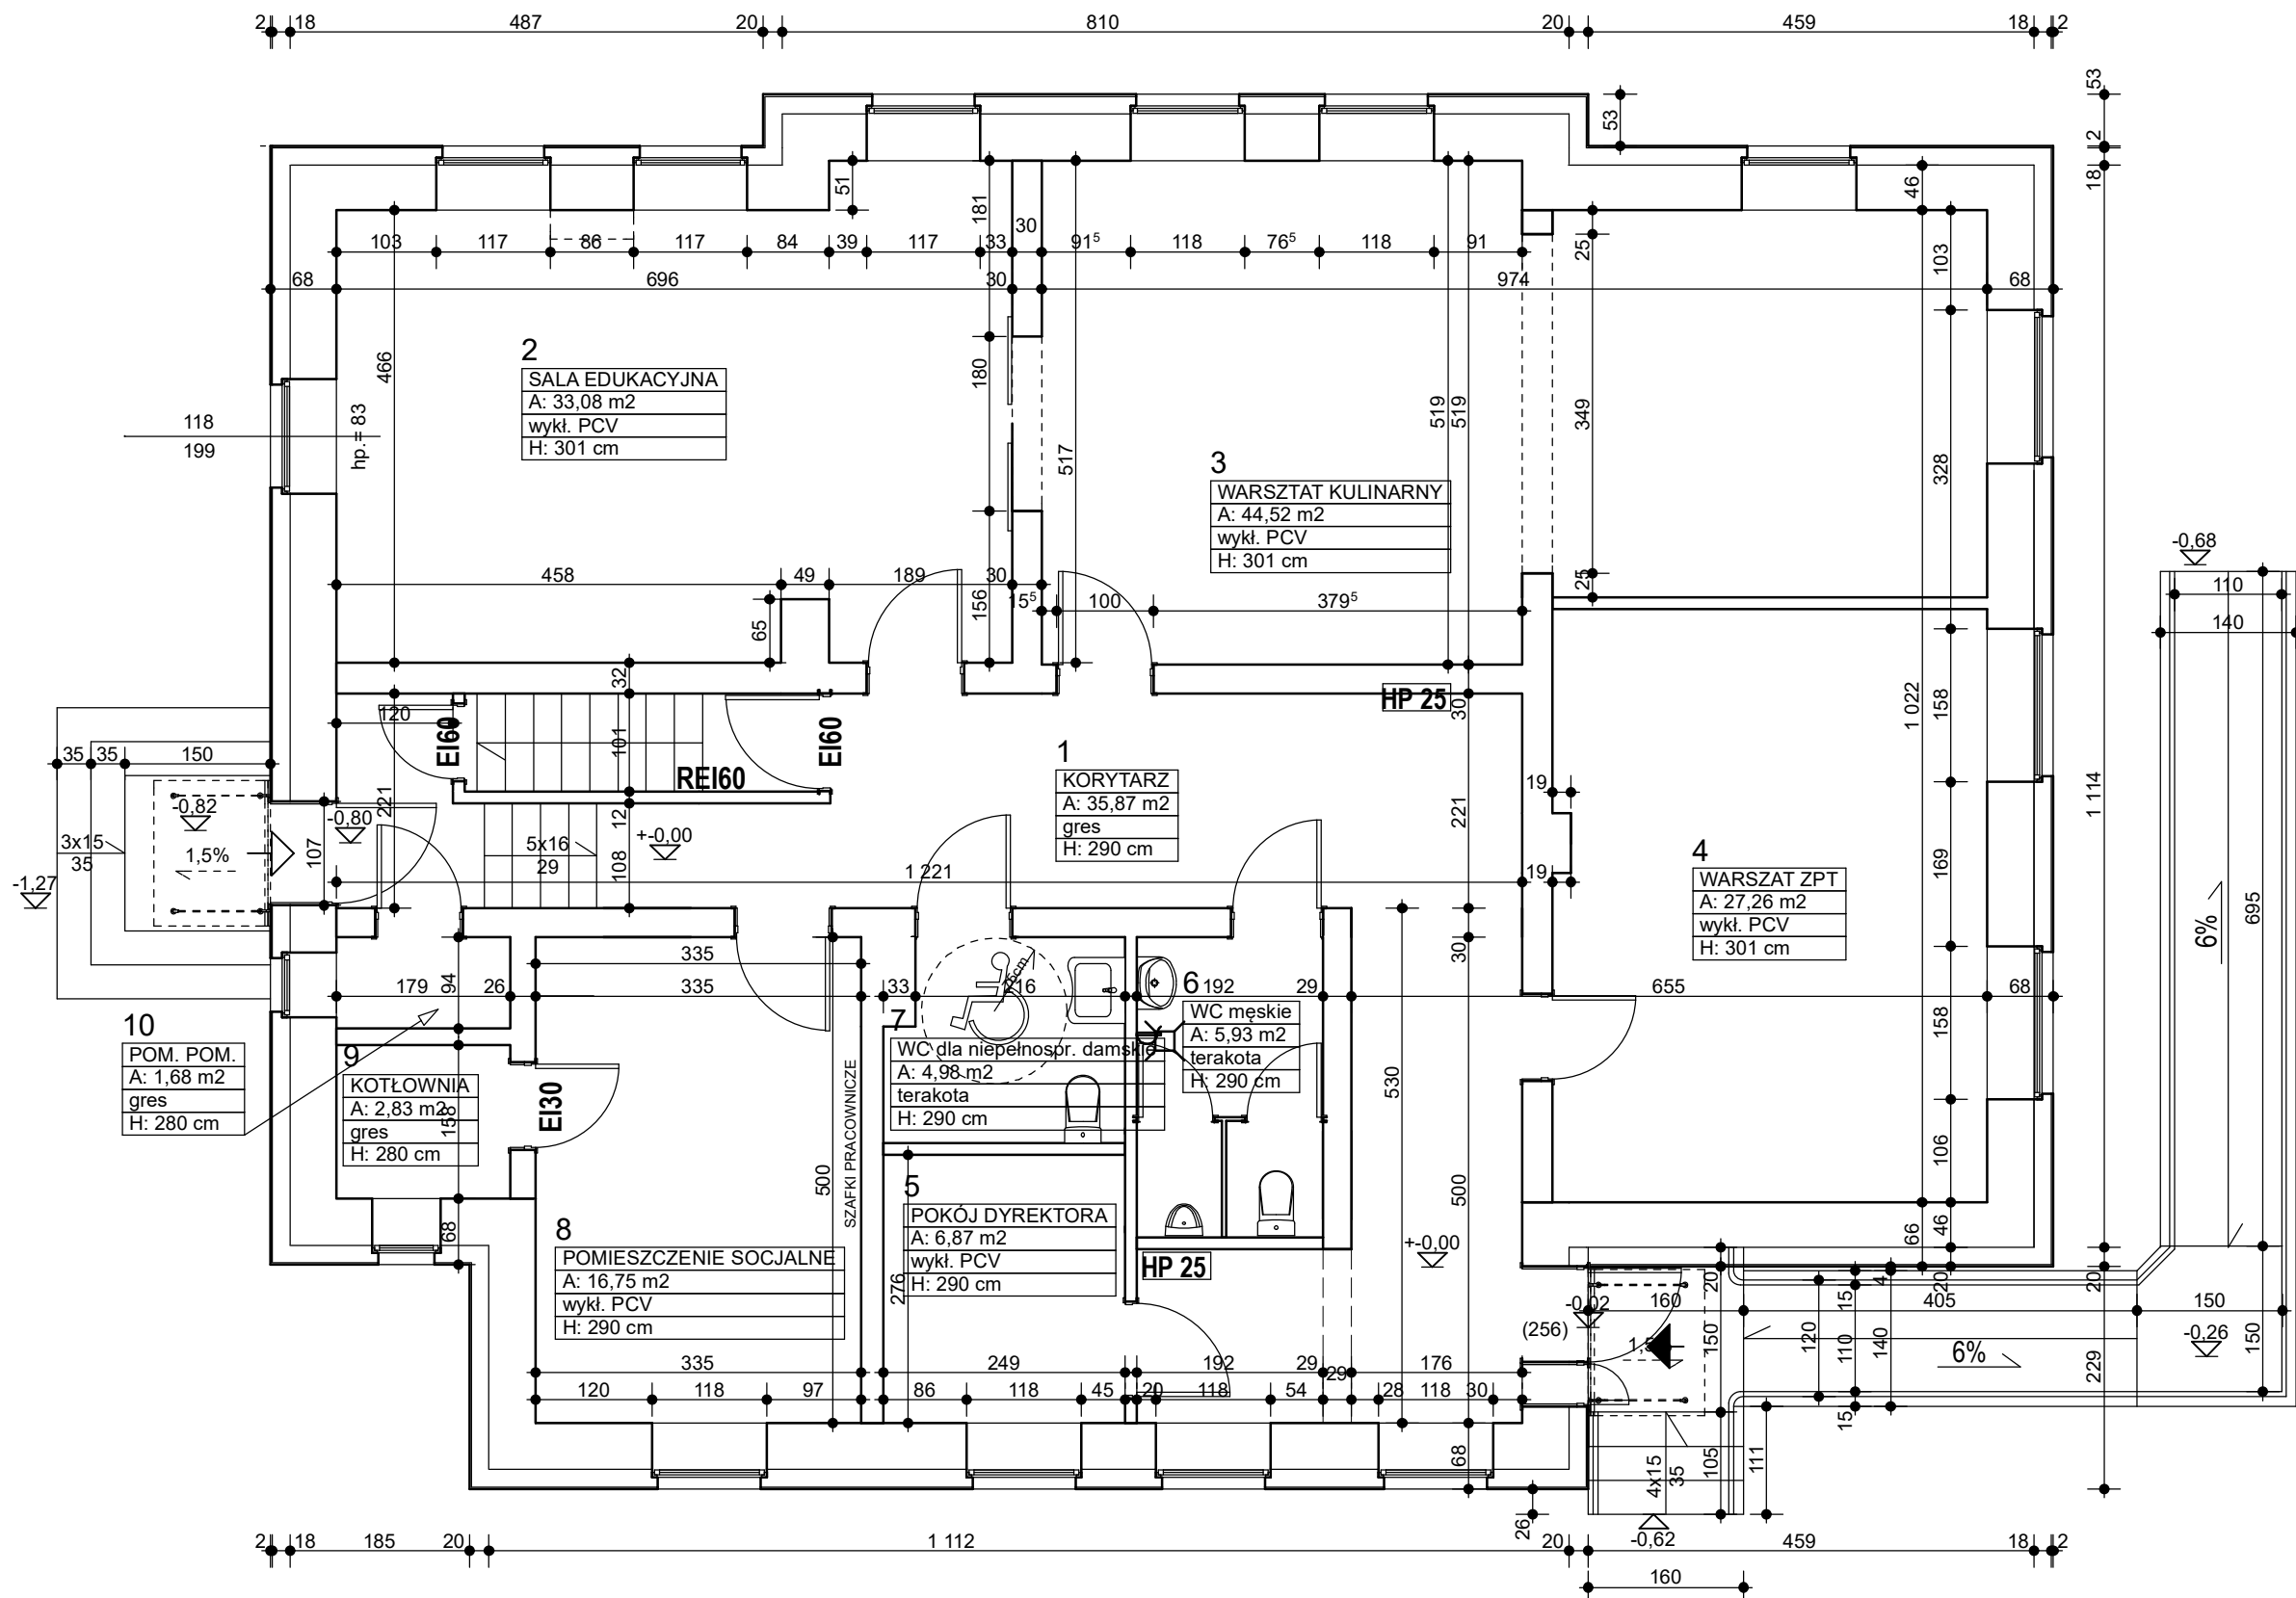 2 18 487 20 810 20 459 18 2
53
53
2
18
51 181 30 46
103 117 86 117 84 39 117 33 91⁵ 118 76⁵ 118 91 25 103
68 696 30 974 68
2
SALA EDUKACYJNA
A: 33,08 m2
wykł. PCV
H: 301 cm
466
118
199
hp.= 83
180
517
519
519
349
328
3
WARSZTAT KULINARNY
A: 44,52 m2
wykł. PCV
H: 301 cm
-0,68
458 49 189 30 25 110
156 15⁵ 100 379⁵
65 140
32
HP 25
30
120
EI60
101
EI60
REI60
1
KORYTARZ
A: 35,87 m2
gres
H: 290 cm
1 022
158
35 35 150
221
19
221
1 114
-0,82
-0,80
12
+-0,00
3x15
35
1,5%
107
5x16
29
108
-1,27
1 221
19
4
WARSZAT ZPT
A: 27,26 m2
wykł. PCV
H: 301 cm
169
6%
695
335
30
179 94 26 335 33 216 192 29 655 68
75cm
10
POM. POM.
A: 1,68 m2
gres
H: 280 cm
9
KOTŁOWNIA
A: 2,83 m2
gres
H: 280 cm
158
EI30
7
WC dla niepełnospr. damskie
A: 4,98 m2
terakota
H: 290 cm
6
WC męskie
A: 5,93 m2
terakota
H: 290 cm
SZAFKI PRACOWNICZE
530
158
106
500
500
5
POKÓJ DYREKTORA
A: 6,87 m2
wykł. PCV
H: 290 cm
276
8
POMIESZCZENIE SOCJALNE
A: 16,75 m2
wykł. PCV
H: 290 cm
68
HP 25
+-0,00
66 46
20 4 20 20
15
-0,02 160 405 150
(256)
150 120 110 140 150
-0,26
6%
229
335 249 192 29 176
29
120 118 97 86 118 45 20 118 54 28 118 30
15
68
4x15
35
105
111
26
-0,62
2 18 185 20 1 112 20 459 18 2
160